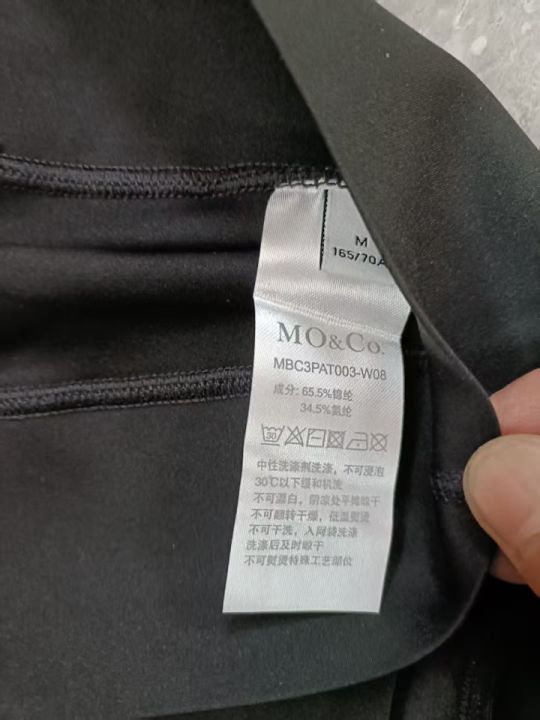 M
165/70A
MO&Co.
MBC3PAT003-W08
成分: 65.5%锦纶
34.5%氨纶
30
中性洗涤剂洗涤，不可浸泡
30℃以下缓和机洗
不可漂白，阴凉处平摊晾干
不可翻转干燥，低温熨烫
不可干洗，入网袋洗涤
洗涤后及时晾干
不可熨烫特殊工艺部位